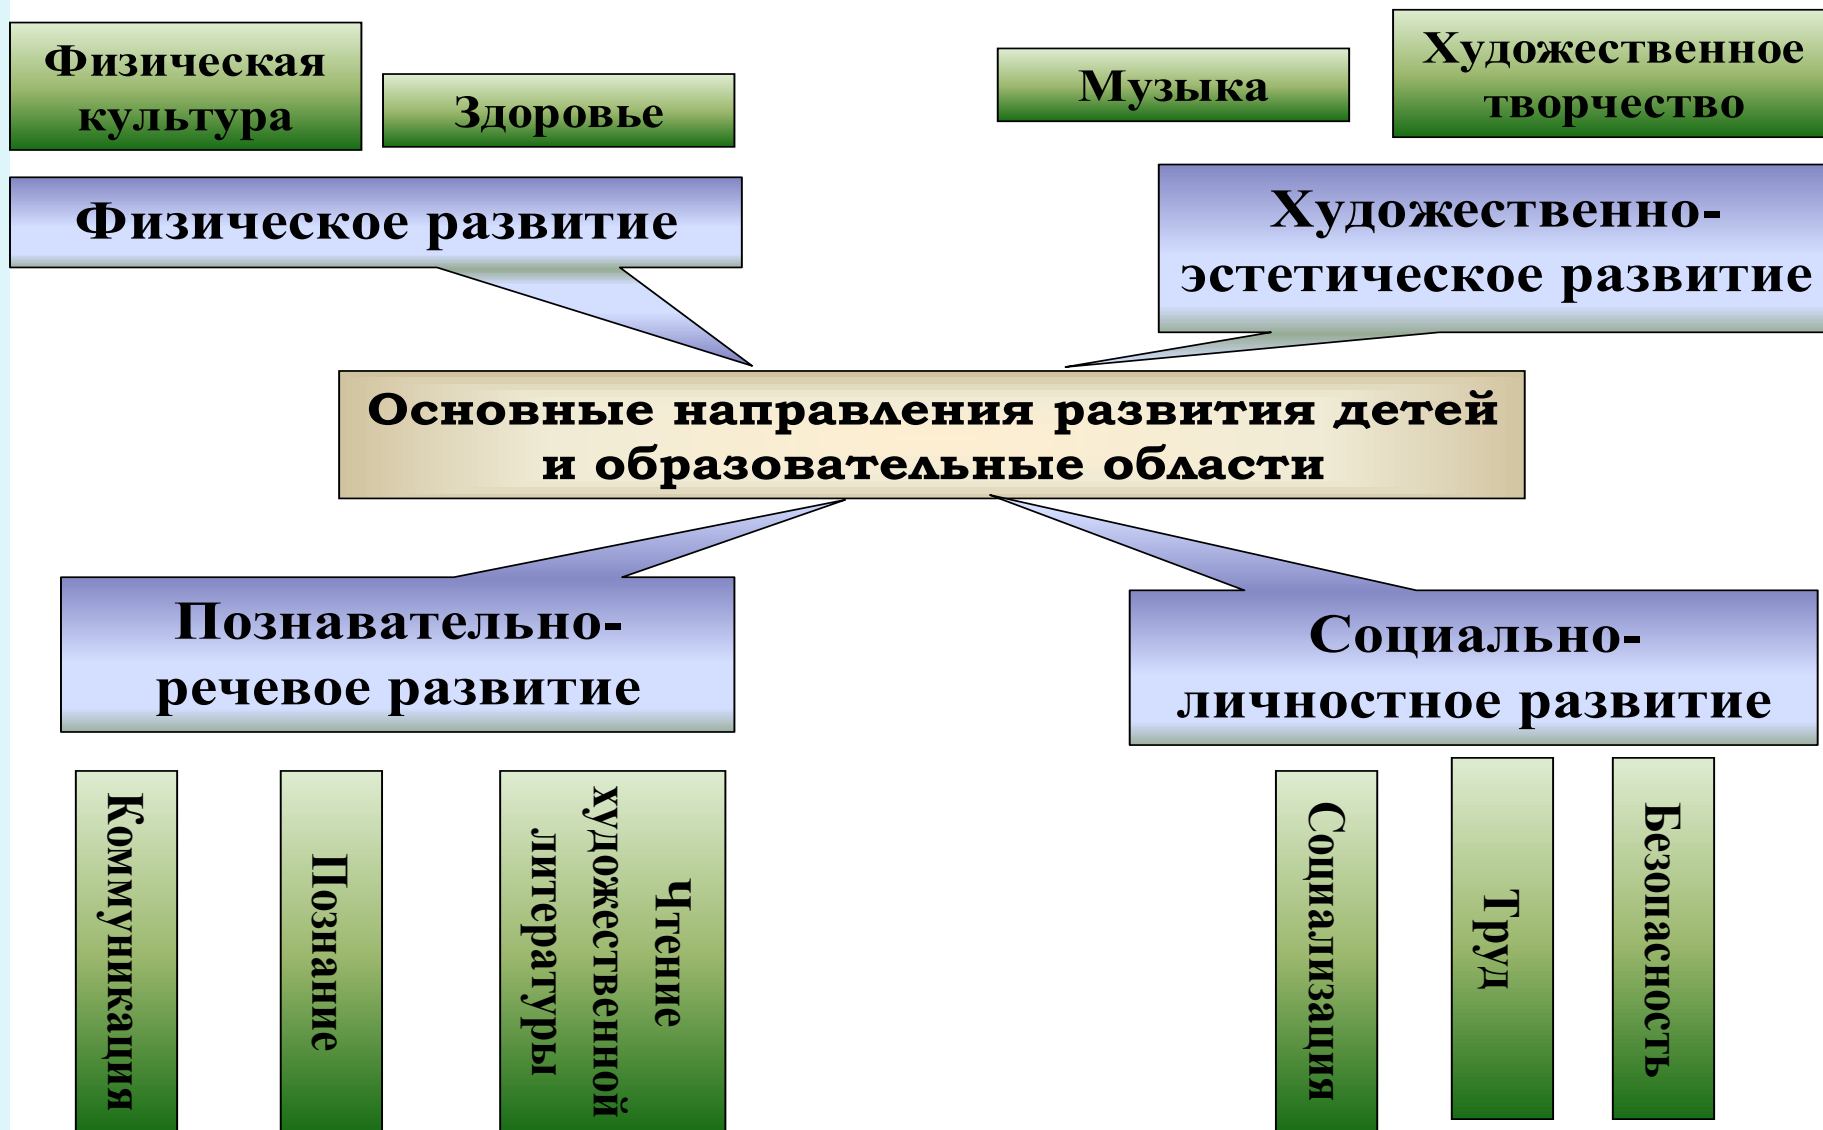 Физическая
культура
Здоровье
Музыка
Художественное
творчество
Физическое развитие
Художественно-
эстетическое развитие
Основные направления развития детей
и образовательные области
Познавательно-
речевое развитие
Социально-
личностное развитие
Коммуникация
Познание
Чтение
художественной
литературы
Социализация
Труд
Безопасность